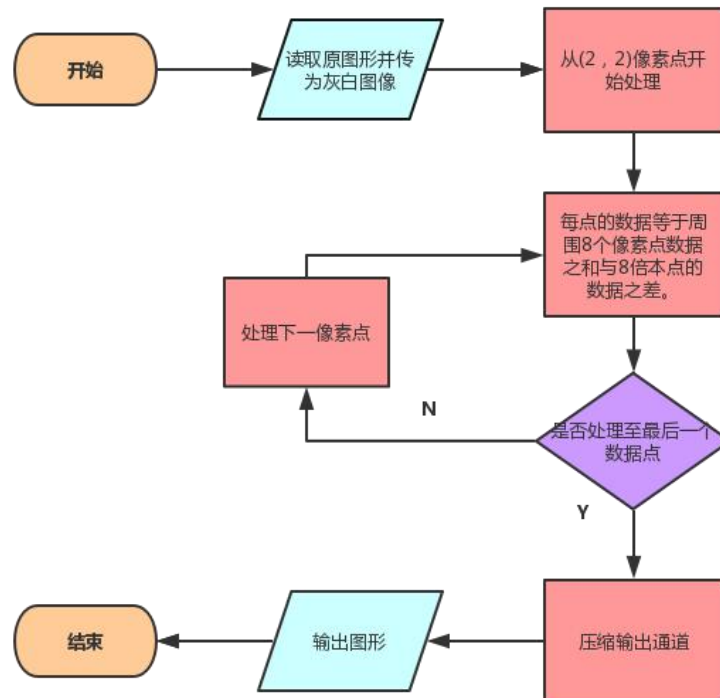 开始
读取原图形并传
为灰白图像
从(2，2)像素点开
始处理
每点的数据等于周
围8个像素点数据
之和与8倍本点的
数据之差。
处理下一像素点
N
是否处理至最后一个
数据点
Y
结束
输出图形
压缩输出通道